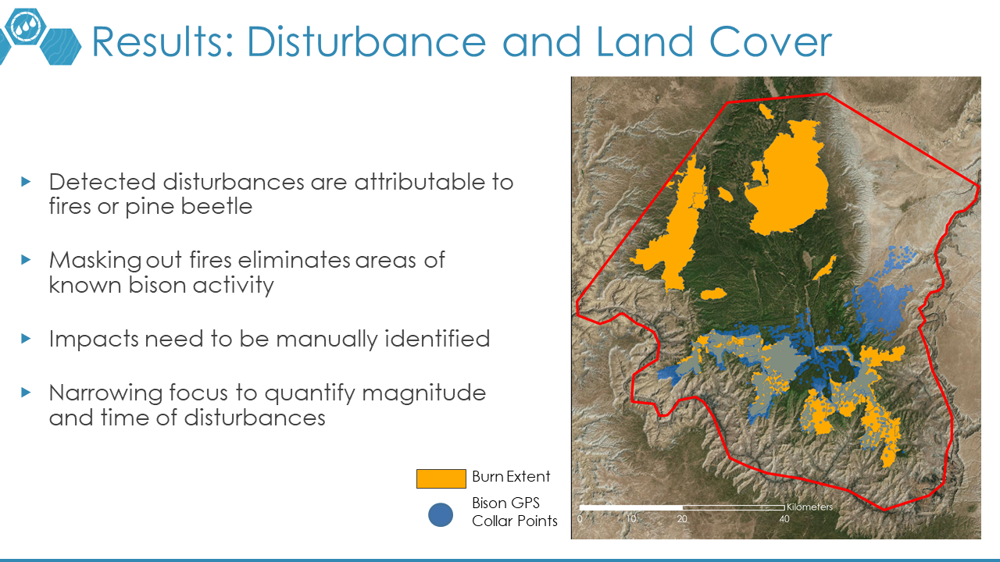 Results: Disturbance and Land Cover
Detected disturbances are attributable to
fires or pine beetle
Masking out fires eliminates areas of
known bison activity
Impacts need to be manually identified
Narrowing focus to quantify magnitude
and time of disturbances
Burn Extent
Bison GPS
Collar Points
Kilometers
0 10 20 40